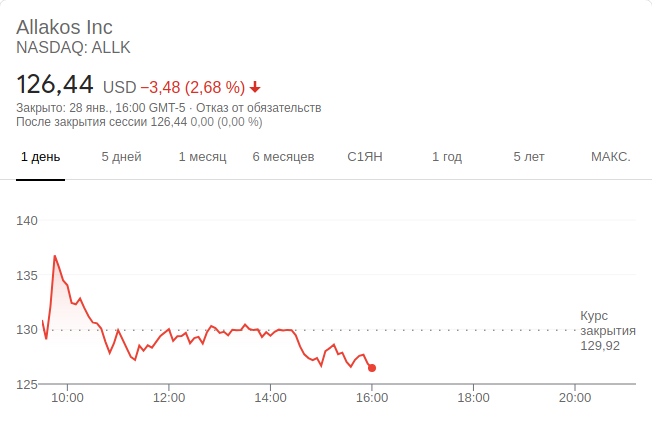 Allakos Inc
NASDAQ: ALLK
126,44 USD −3,48 (2,68 %)
Закрыто: 28 янв., 16:00 GMT-5 · Отказ от обязательств
После закрытия сессии 126,44 0,00 (0,00 %)
1 день 5 дней 1 месяц 6 месяцев С1ЯН 1 год 5 лет МАКС.
140
135
130
125
Курс
закрытия
129,92
10:00 12:00 14:00 16:00 18:00 20:00